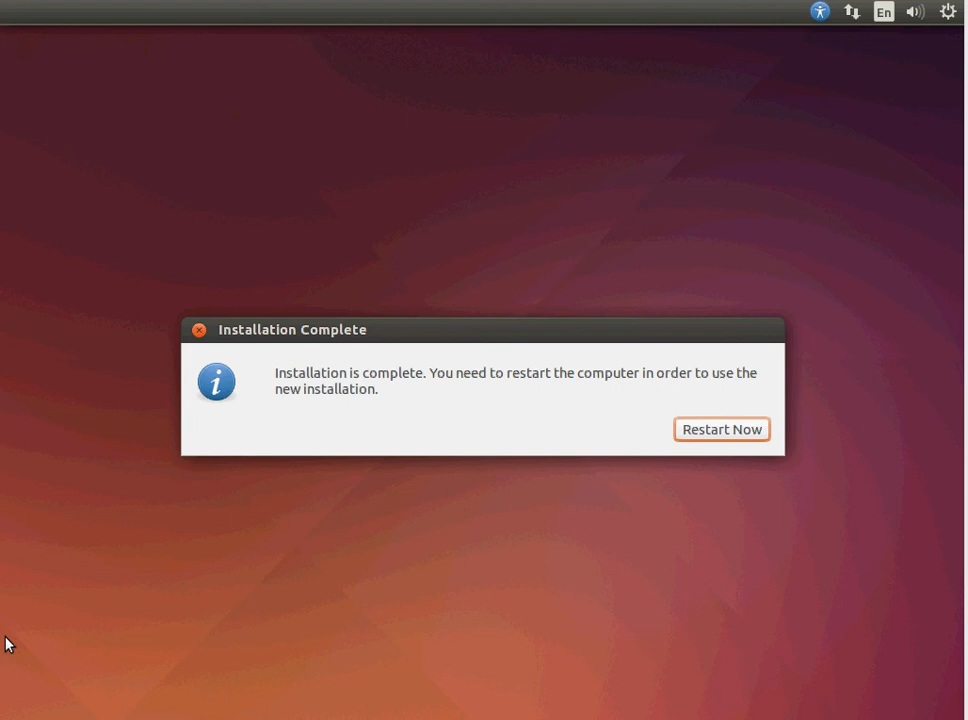 En
Installation Complete
Installation is complete. You need to restart the computer in order to use the
new installation.
Restart Now